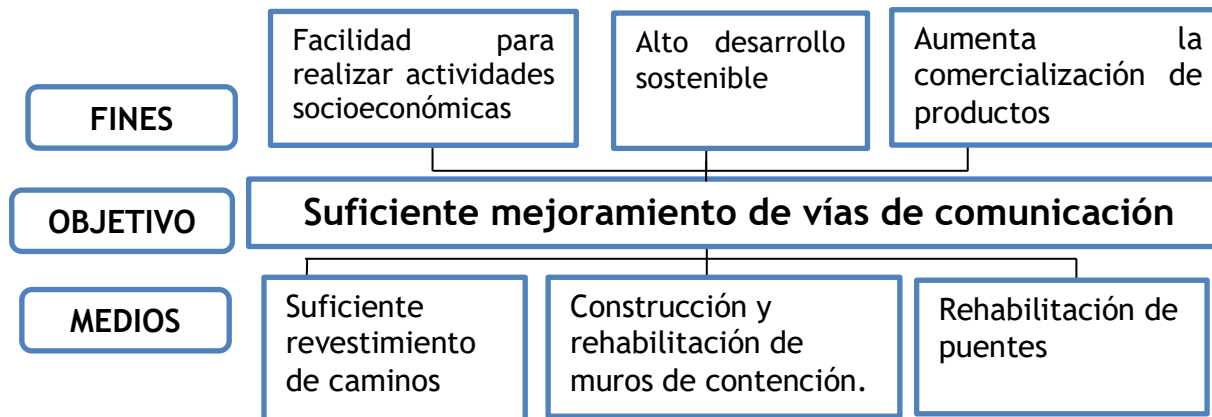 Facilidad para
realizar actividades
socioeconómicas
Alto desarrollo
sostenible
Aumenta la
comercialización de
productos
FINES
OBJETIVO
Suficiente mejoramiento de vías de comunicación
MEDIOS
Suficiente
revestimiento
de caminos
Construcción y
rehabilitación de
muros de contención.
Rehabilitación de
puentes